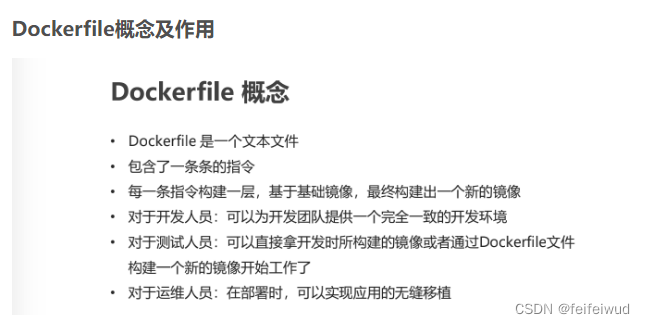 Dockerfile概念及作用
Dockerfile 概念
• Dockerfile 是一个文本文件
• 包含了一条条的指令
• 每一条指令构建一层，基于基础镜像，最终构建出一个新的镜像
• 对于开发人员：可以为开发团队提供一个完全一致的开发环境
• 对于测试人员：可以直接拿开发时所构建的镜像或者通过Dockerfile文件
构建一个新的镜像开始工作了
• 对于运维人员：在部署时，可以实现应用的无缝移植
CSDN @feifeiwud